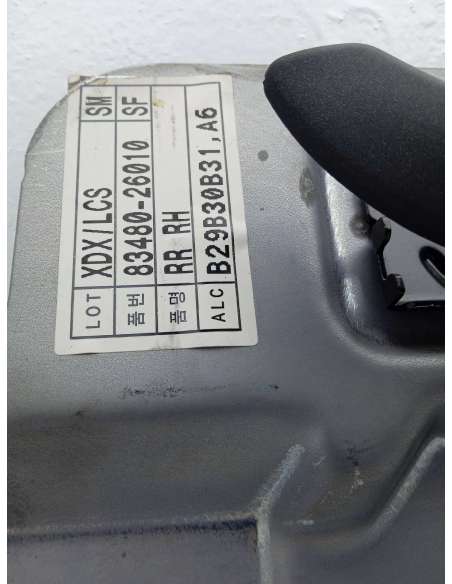 LOT XDX/LCS SM
품번 83480-26010 SF
품명 RR RH
ALC B29B30B31,A6